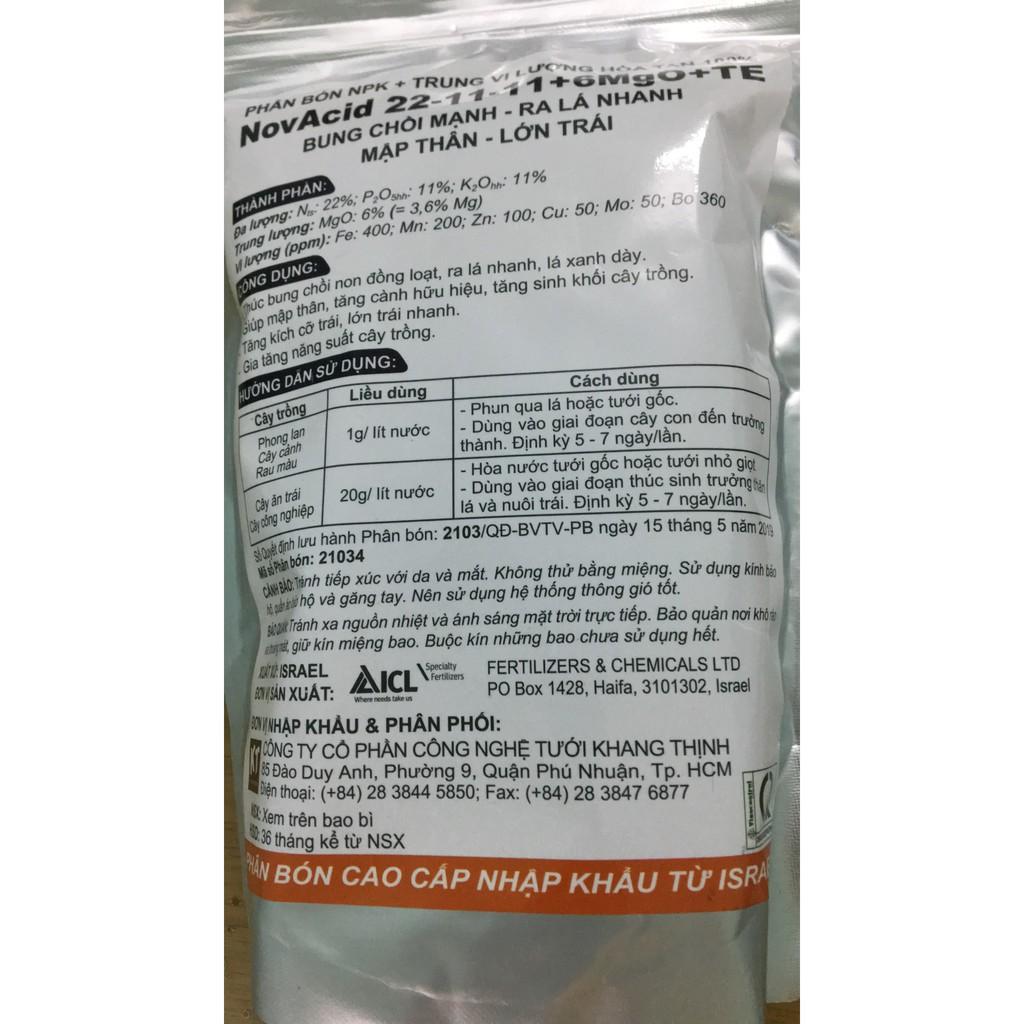 PHÂN BÓN NPK + TRUNG VI LƯỢNG HÒA TAN 100%
NovAcid 22-11-11+6MgO+TE
BUNG CHỒI MẠNH - RA LÁ NHANH
MẬP THÂN - LỚN TRÁI
THÀNH PHẦN:
Đa lượng: Nts: 22%; P2O5hh: 11%; K2Ohh: 11%
Trung lượng: MgO: 6% (= 3,6% Mg)
Vi lượng (ppm): Fe: 400; Mn: 200; Zn: 100; Cu: 50; Mo: 50; Bo 360
CÔNG DỤNG:
Thúc bung chồi non đồng loạt, ra lá nhanh, lá xanh dày.
Giúp mập thân, tăng cành hữu hiệu, tăng sinh khối cây trồng.
- Tăng kích cỡ trái, lớn trái nhanh.
- Gia tăng năng suất cây trồng.
HƯỚNG DẪN SỬ DỤNG:
Cây trồng Liều dùng Cách dùng
Phong lan
Cây cảnh
Rau màu
1g/ lít nước
- Phun qua lá hoặc tưới gốc.
- Dùng vào giai đoạn cây con đến trưởng
thành. Định kỳ 5 - 7 ngày/lần.
Cây ăn trái
Cây công nghiệp
20g/ lít nước
- Hòa nước tưới gốc hoặc tưới nhỏ giọt
- Dùng vào giai đoạn thúc sinh trưởng thân
lá và nuôi trái. Định kỳ 5 - 7 ngày/lần.
Số Quyết định lưu hành Phân bón: 2103/QĐ-BVTV-PB ngày 15 tháng 5 năm 2019
Mã số Phân bón: 21034
CẢNH BÁO: Tránh tiếp xúc với da và mắt. Không thử bằng miệng. Sử dụng kính bảo
hộ, quần áo bảo hộ và găng tay. Nên sử dụng hệ thống thông gió tốt.
BẢO QUẢN: Tránh xa nguồn nhiệt và ánh sáng mặt trời trực tiếp. Bảo quản nơi khô ráo
thoáng mát, giữ kín miệng bao. Buộc kín những bao chưa sử dụng hết.
XUẤT XỨ: ISRAEL
ĐƠN VỊ SẢN XUẤT:
ICL Specialty Fertilizers
Where needs take us
FERTILIZERS & CHEMICALS LTD
PO Box 1428, Haifa, 3101302, Israel
ĐƠN VỊ NHẬP KHẨU & PHÂN PHỐI:
KT
CÔNG TY CỔ PHẦN CÔNG NGHỆ TƯỚI KHANG THỊNH
85 Đào Duy Anh, Phường 9, Quận Phú Nhuận, Tp. HCM
Điện thoại: (+84) 28 3844 5850; Fax: (+84) 28 3847 6877
NSX: Xem trên bao bì
HSD: 36 tháng kể từ NSX
PHÂN BÓN CAO CẤP NHẬP KHẨU TỪ ISRA